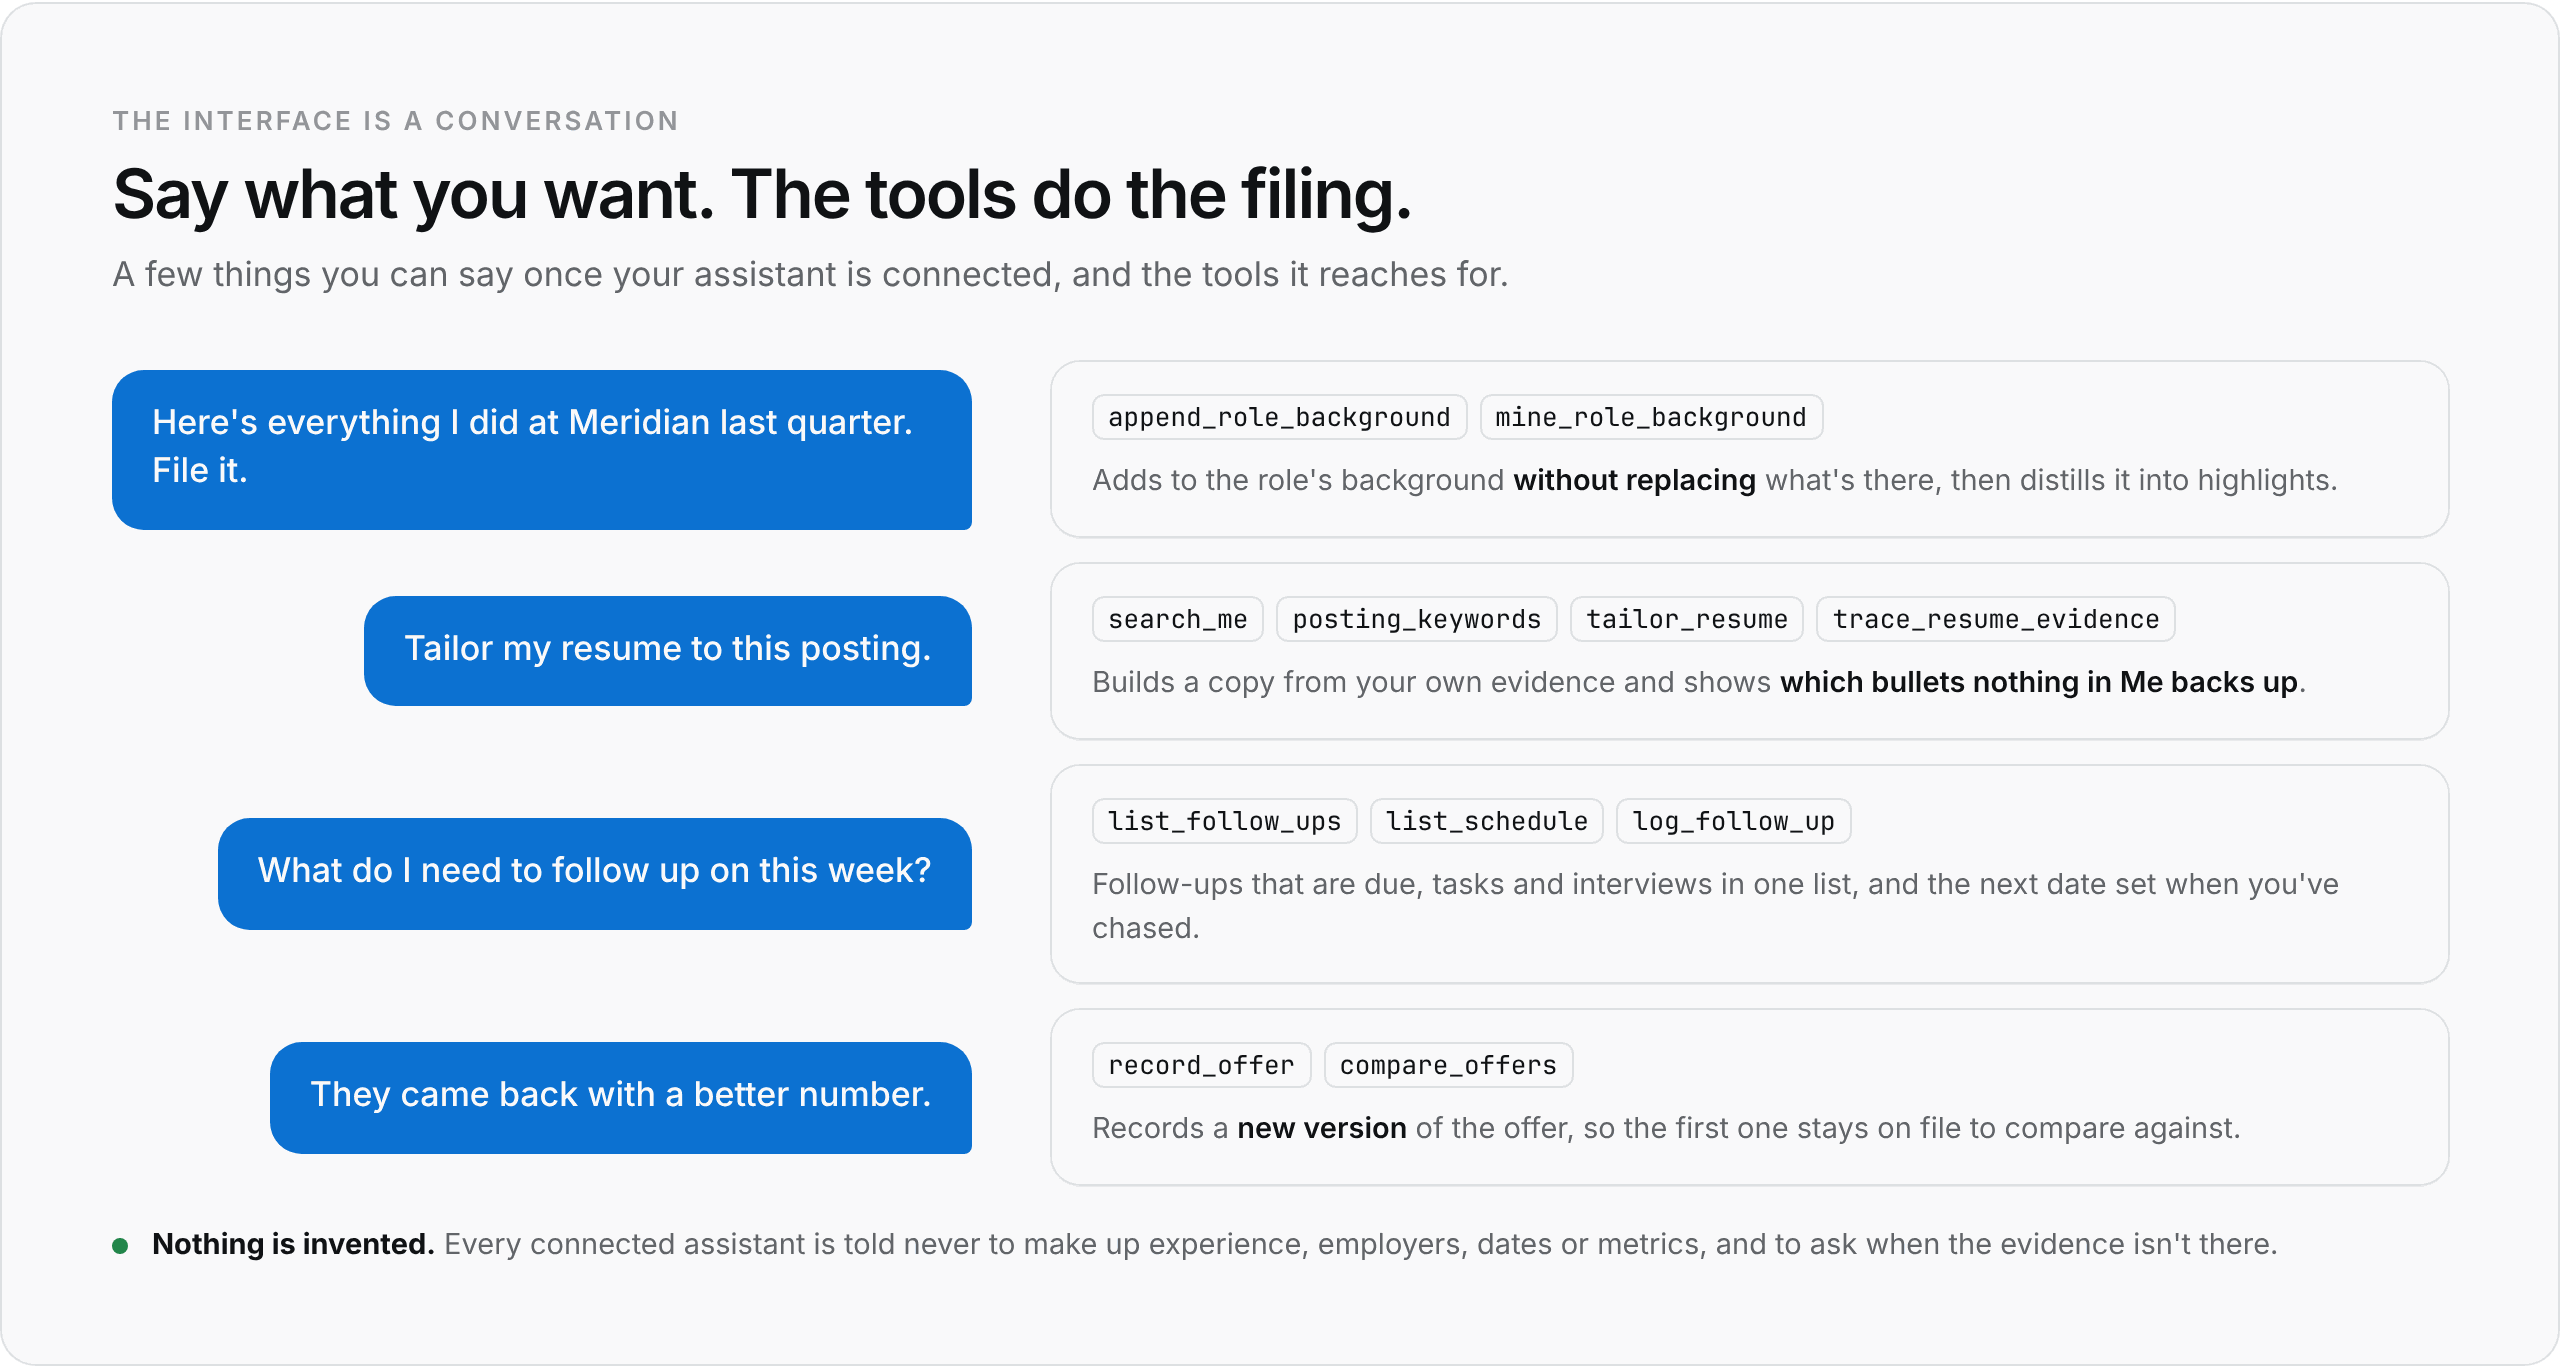 THE INTERFACE IS A CONVERSATION
Say what you want. The tools do the filing.
A few things you can say once your assistant is connected, and the tools it reaches for.
Here's everything I did at Meridian last quarter.
File it.
append_role_background mine_role_background
Adds to the role's background without replacing what's there, then distills it into highlights.
Tailor my resume to this posting.
search_me posting_keywords tailor_resume trace_resume_evidence
Builds a copy from your own evidence and shows which bullets nothing in Me backs up.
What do I need to follow up on this week?
list_follow_ups list_schedule log_follow_up
Follow-ups that are due, tasks and interviews in one list, and the next date set when you've
chased.
They came back with a better number.
record_offer compare_offers
Records a new version of the offer, so the first one stays on file to compare against.
Nothing is invented. Every connected assistant is told never to make up experience, employers, dates or metrics, and to ask when the evidence isn't there.